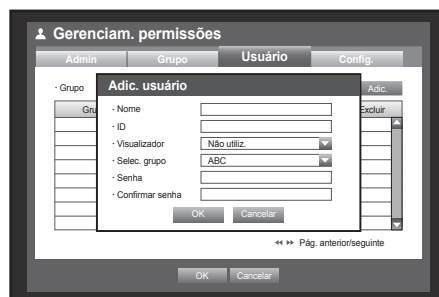 Gerenciam. permissões
Admin Grupo Usuário Config.
· Grupo Adic.
Adic. usuário
Gru Excluir
· Nome
· ID
· Visualizador Não utiliz.
· Selec. grupo ABC
· Senha
· Confirmar senha
OK Cancelar
Pág. anterior/seguinte
OK Cancelar